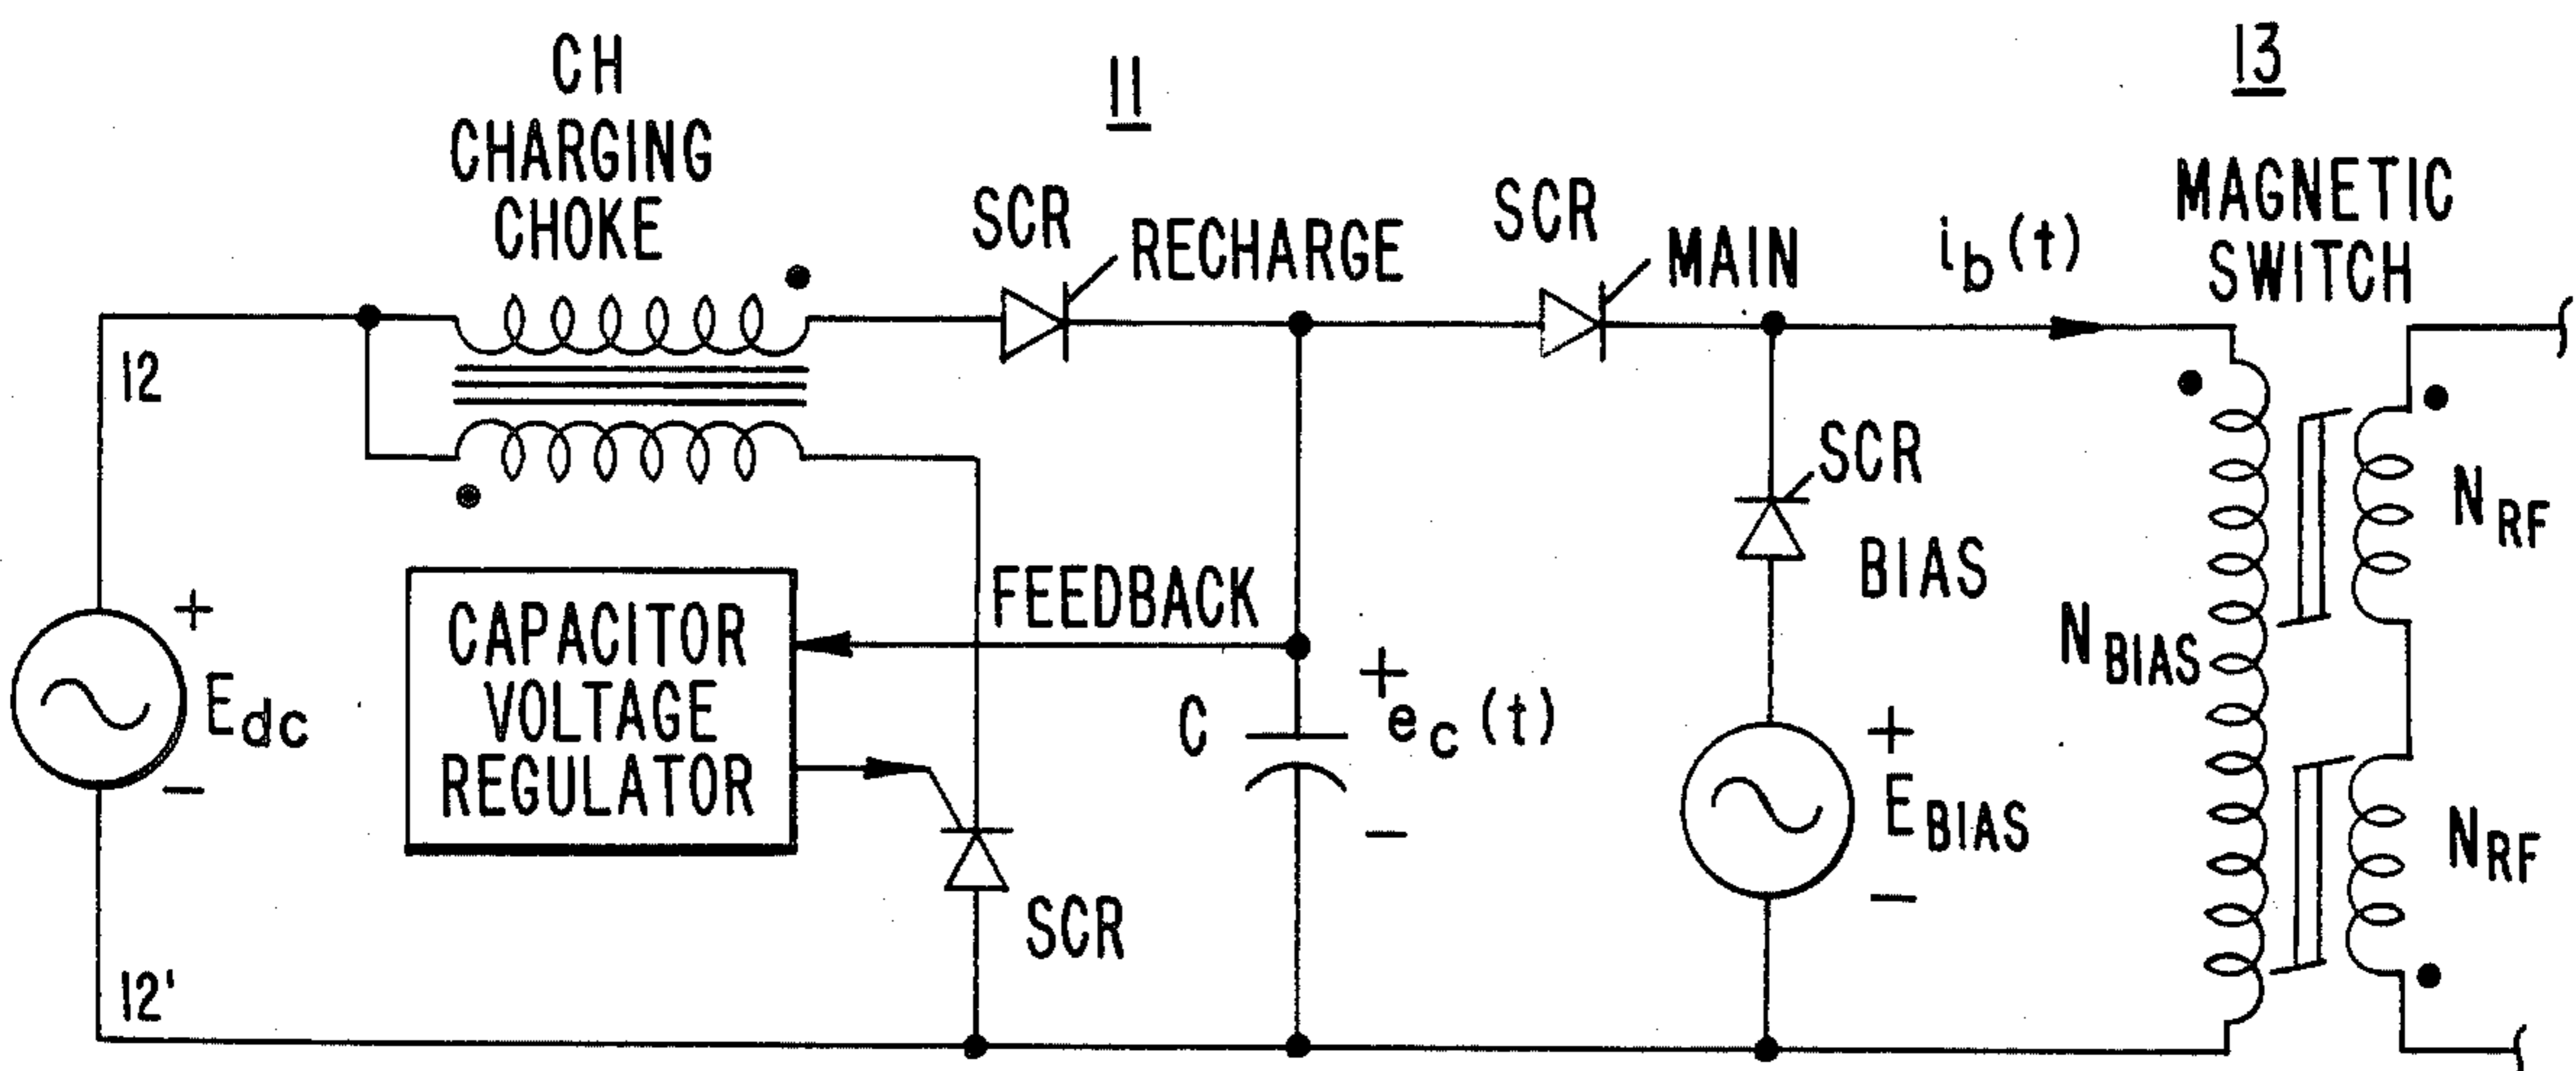 CH
CHARGING
CHOKE
11
13
SCR
RECHARGE
SCR
MAIN
i_b(t)
MAGNETIC
SWITCH
12
SCR
BIAS
N_RF
FEEDBACK
CAPACITOR
VOLTAGE
REGULATOR
+
E_dc
−
C
+
e_c(t)
−
+
E_BIAS
−
N_BIAS
N_RF
SCR
12'